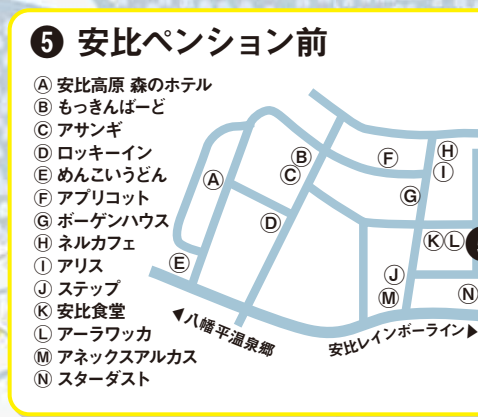 ❺ 安比ペンション前
Ⓐ 安比高原 森のホテル
Ⓑ もっきんばーど
Ⓒ アサンギ
Ⓓ ロッキーイン
Ⓔ めんこいうどん
Ⓕ アプリコット
Ⓖ ボーゲンハウス
Ⓗ ネルカフェ
Ⓘ アリス
Ⓙ ステップ
Ⓚ 安比食堂
Ⓛ アーラワッカ
Ⓜ アネックスアルカス
Ⓝ スターダスト
Ⓐ
Ⓑ
Ⓒ
Ⓓ
Ⓔ
Ⓕ
Ⓖ
Ⓗ
Ⓘ
ⓀⓁ
Ⓙ
Ⓜ
Ⓝ
◀八幡平温泉郷
安比レインボーライン▶